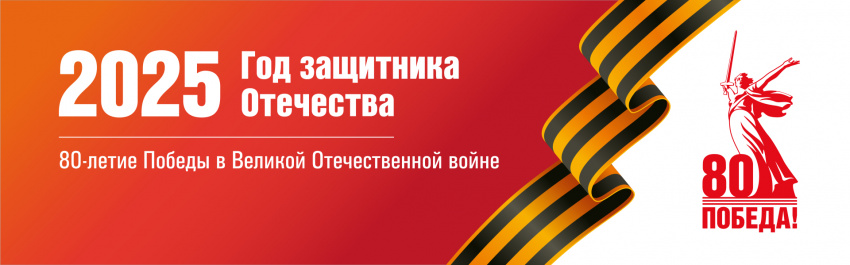 2025
Год защитника
Отечества
80-летие Победы в Великой Отечественной войне
80
ПОБЕДА!